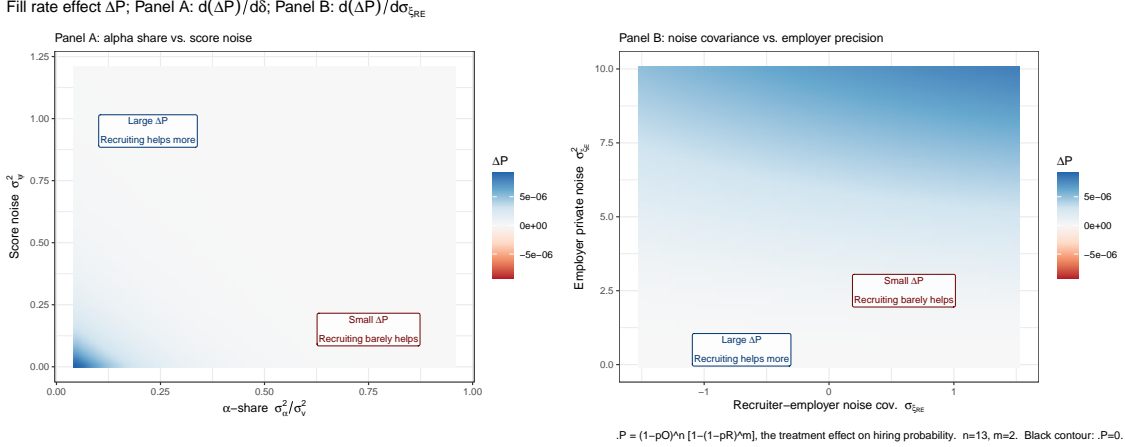 Fill rate effect ΔP; Panel A: d(ΔP)/dδ; Panel B: d(ΔP)/dσ_ξRE
Panel A: alpha share vs. score noise
1.25
1.00
0.75
0.50
0.25
0.00
0.00
0.25
0.50
0.75
1.00
Score noise σ²_ψ
α−share σ²_α/σ²_v
Large ΔP
Recruiting helps more
Small ΔP
Recruiting barely helps
ΔP
5e−06
0e+00
−5e−06
Panel B: noise covariance vs. employer precision
10.0
7.5
5.0
2.5
0.0
−1
0
1
Employer private noise σ²_ξE
Recruiter−employer noise cov. σ_ξRE
Small ΔP
Recruiting barely helps
Large ΔP
Recruiting helps more
ΔP
5e−06
0e+00
−5e−06
.P = (1−pO)^n [1−(1−pR)^m], the treatment effect on hiring probability. n=13, m=2. Black contour: .P=0.